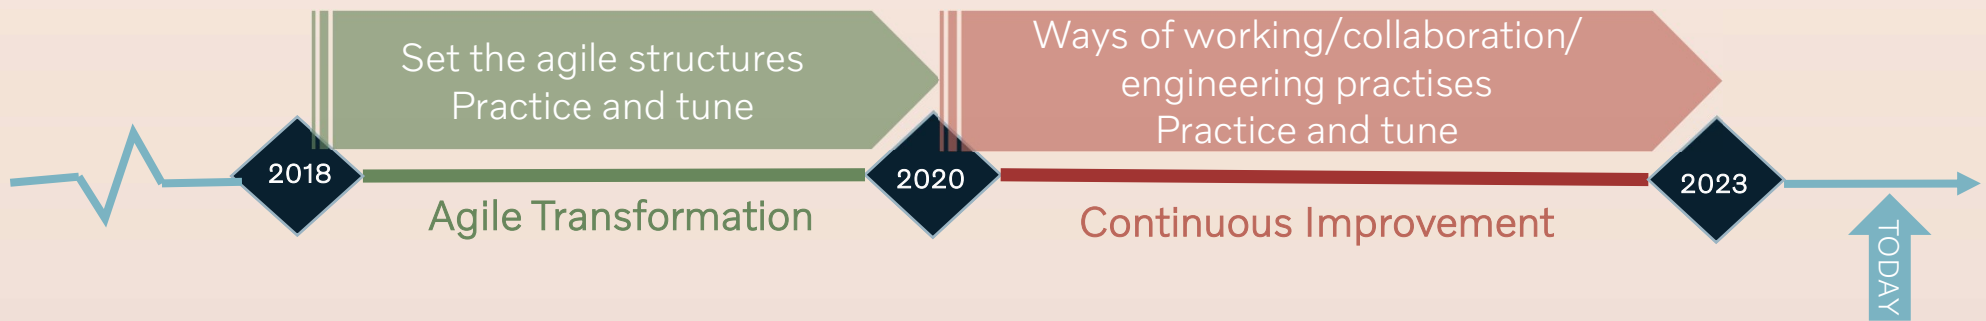 Set the agile structures
Practice and tune
Ways of working/collaboration/
engineering practises
Practice and tune
2018
2020
2023
Agile Transformation
Continuous Improvement
TODAY